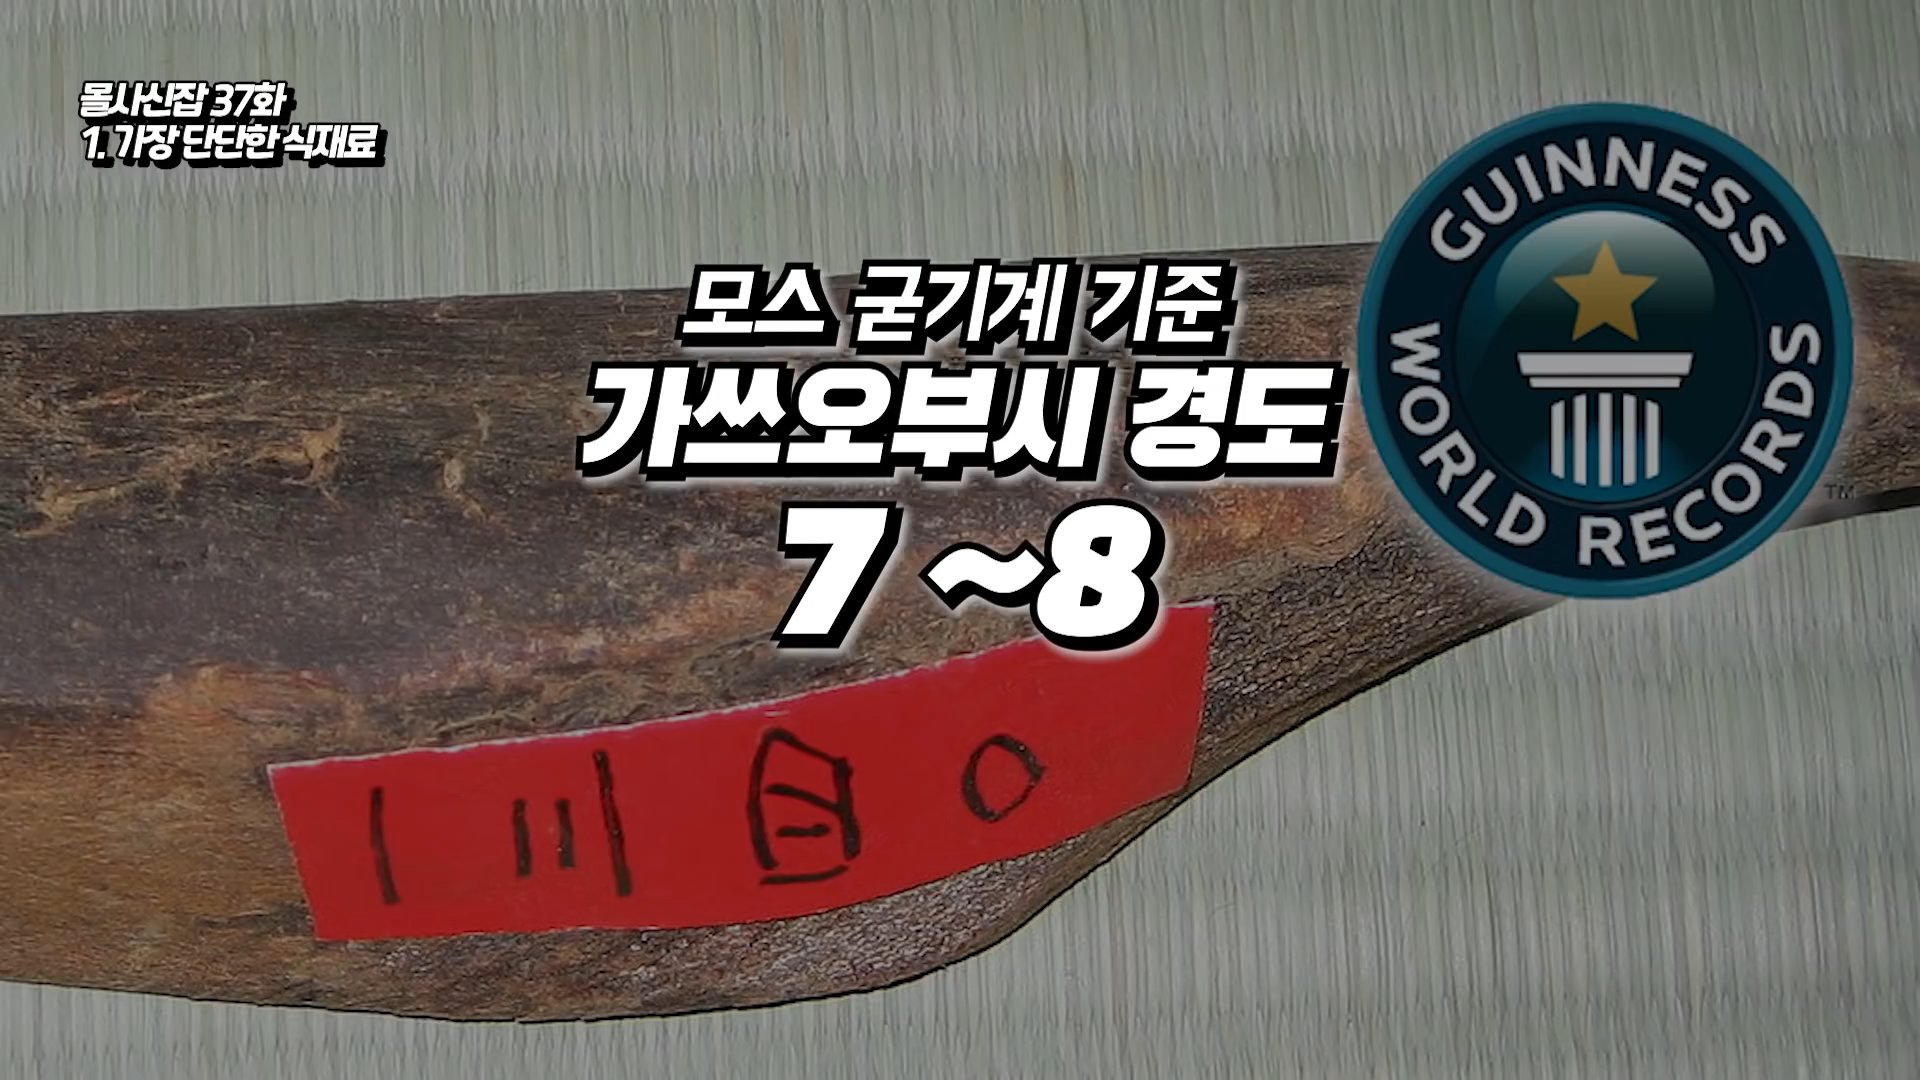 몰사신잡 37화
1. 가장 단단한 식재료
모스 굳기계 기준
가쓰오부시 경도
7 ~8
GUINNESS
WORLD RECORDS
TM